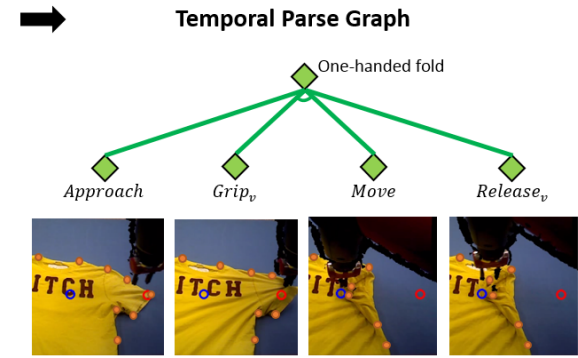 Temporal Parse Graph
One-handed fold
Approach Grip_v Move Release_v
ITCH ITCH IT IT